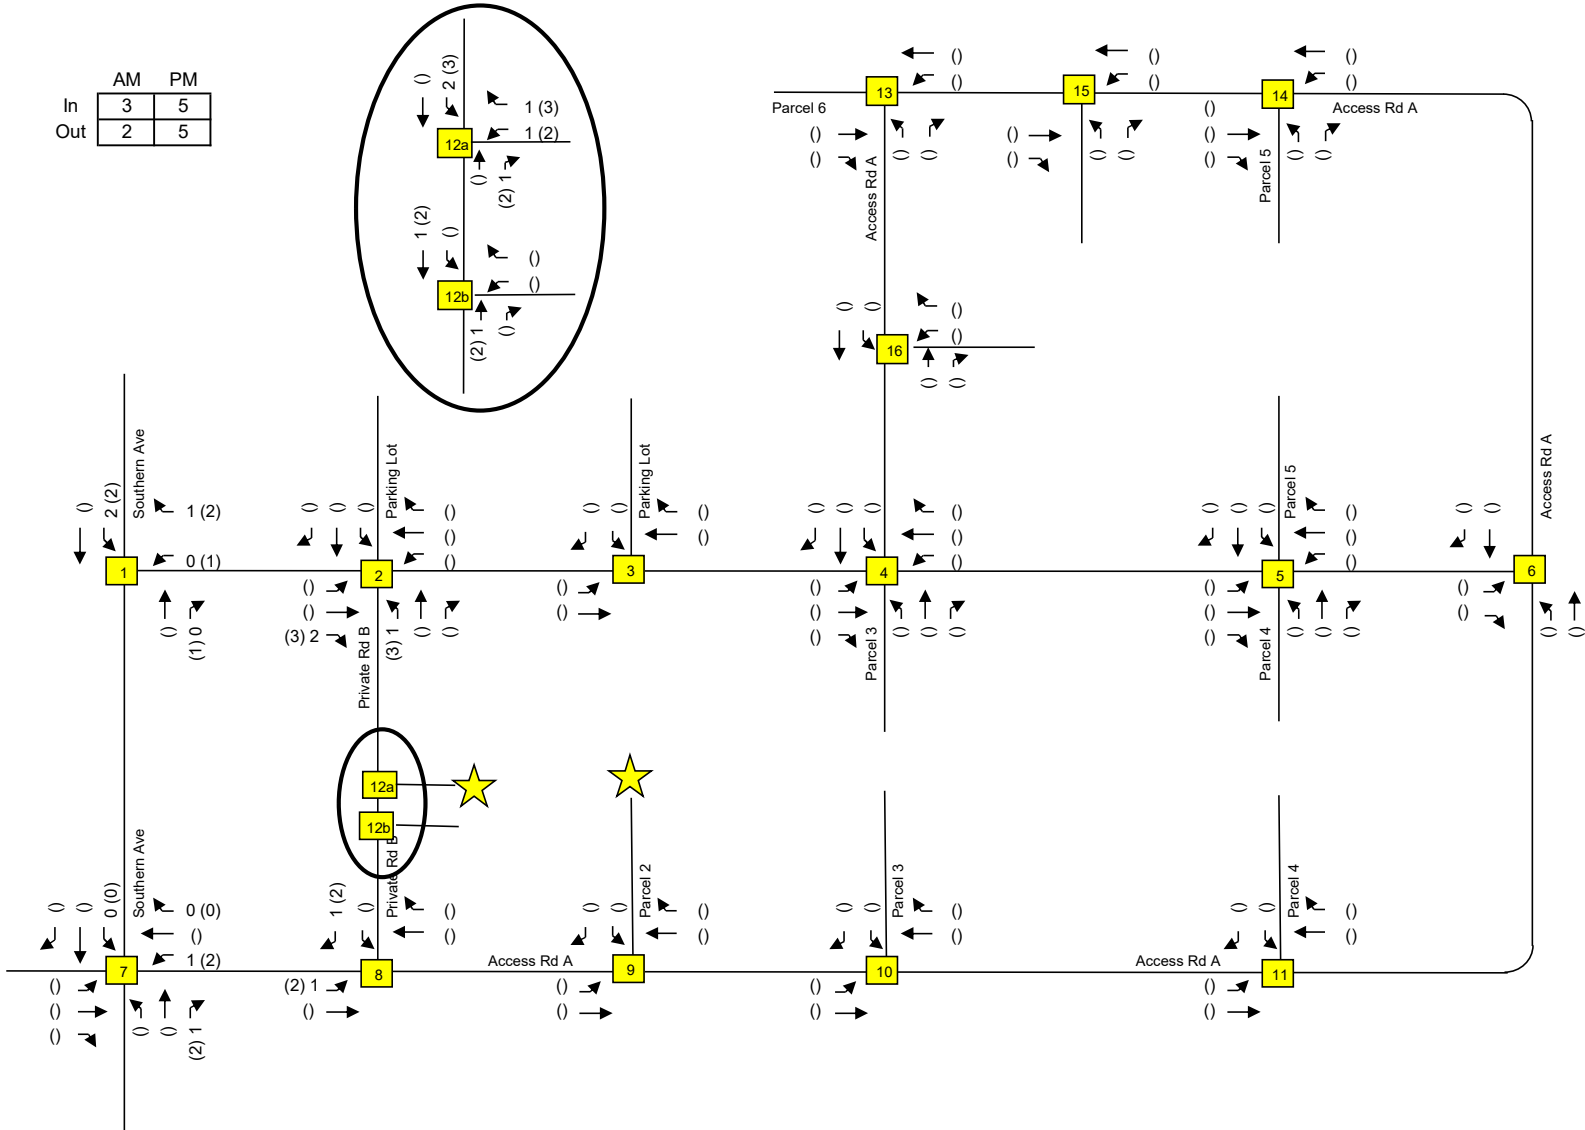 AM PM
In 3 5
Out 2 5
() 2 (3)
1 (3)
1 (2)
12a
() (2) 1
1 (2) ()
()
()
12b
(2) 1 ()
()
()
13
Parcel 6
()
()
() ()
Access Rd A
()
()
15
()
()
() ()
()
()
14
Access Rd A
()
()
()
() ()
Parcel 5
() ()
()
()
16
() ()
Southern Ave
() 2 (2)
1 (2)
0 (1)
1
() (1) 0
Parking Lot
() () ()
()
()
()
2
()
()
(3) 2
(3) 1 () ()
Private Rd B
Parking Lot
() ()
()
()
3
()
()
() () ()
()
()
()
4
()
()
()
() () ()
Parcel 3
Parcel 5
() () ()
()
()
()
5
()
()
()
() () ()
Parcel 4
Access Rd A
() ()
6
()
()
() ()
12a
12b
Private Rd B
Southern Ave
() () 0 (0)
0 (0)
()
1 (2)
7
()
()
()
() () (2) 1
1 (2) ()
()
()
8
(2) 1
()
Access Rd A
Parcel 2
() ()
()
()
9
()
()
Parcel 3
() ()
()
()
10
()
()
Access Rd A
Parcel 4
() ()
()
()
11
()
()